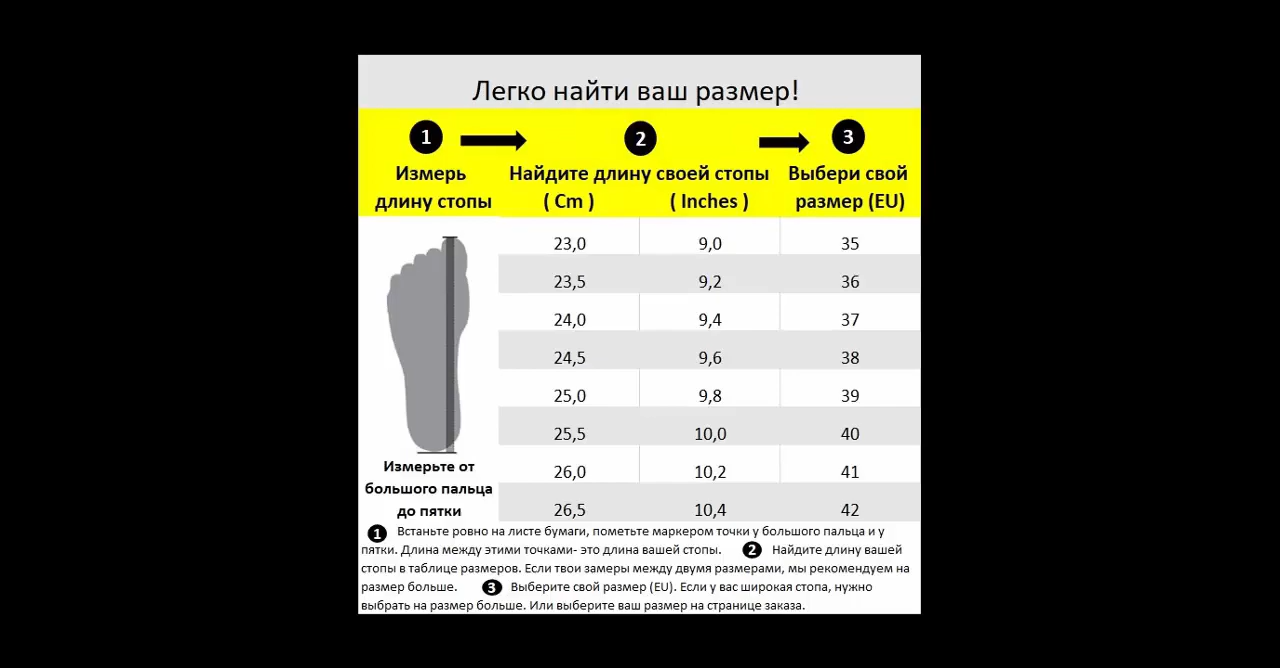 Легко найти ваш размер!
1 2 3
Измерь Найдите длину своей стопы Выбери свой
длину стопы ( Cm ) ( Inches ) размер (EU)
23,0 9,0 35
23,5 9,2 36
24,0 9,4 37
24,5 9,6 38
25,0 9,8 39
25,5 10,0 40
26,0 10,2 41
26,5 10,4 42
Измерьте от
большого пальца
до пятки
1 Встаньте ровно на листе бумаги, пометьте маркером точки у большого пальца и у
пятки. Длина между этими точками- это длина вашей стопы. 2 Найдите длину вашей
стопы в таблице размеров. Если твои замеры между двумя размерами, мы рекомендуем на
размер больше. 3 Выберите свой размер (EU). Если у вас широкая стопа, нужно
выбрать на размер больше. Или выберите ваш размер на странице заказа.